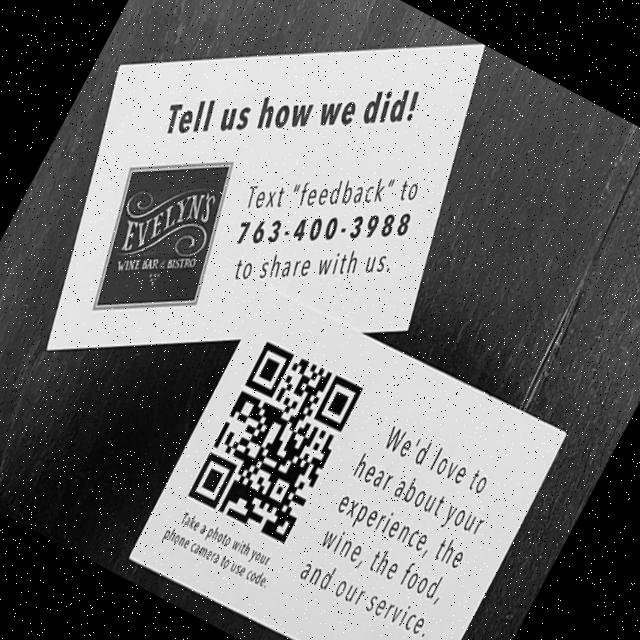 Tell us how we did!
EVELYN'S
WINE BAR & BISTRO
Text "feedback" to
763-400-3988
to share with us.
We'd love to
hear about your
experience, the
wine, the food,
and our service.
Take a photo with your
phone camera to use code.